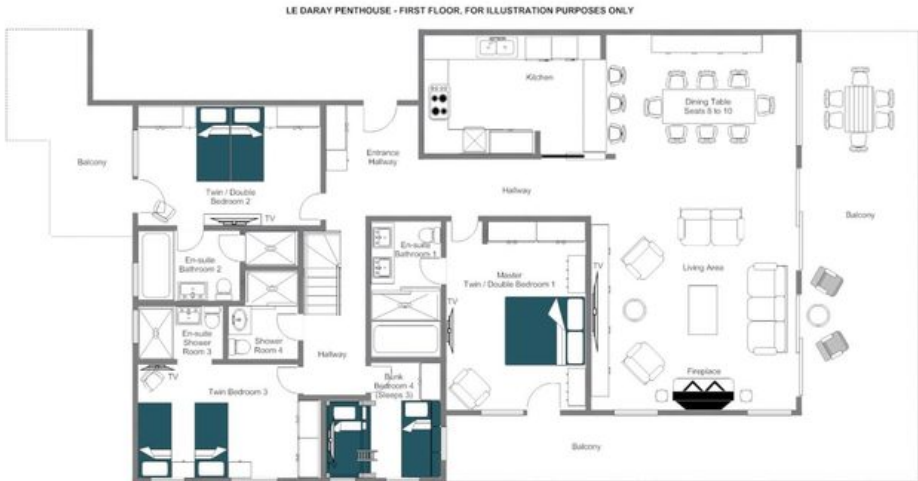 LE DARAY PENTHOUSE - FIRST FLOOR. FOR ILLUSTRATION PURPOSES ONLY
Kitchen
Dining Table
Seats 8 to 10
Entrance
Hallway
Balcony
Twin / Double
Bedroom 2
TV
Hallway
Balcony
En-suite
Bathroom 2
En-suite
Bathroom 1
Master
Twin / Double Bedroom 1
TV
TV
Living Area
En-suite
Shower
Room 3
Shower
Room 4
Hallway
TV
Twin Bedroom 3
Bunk
Bedroom 4
(Sleeps 3)
Fireplace
Balcony